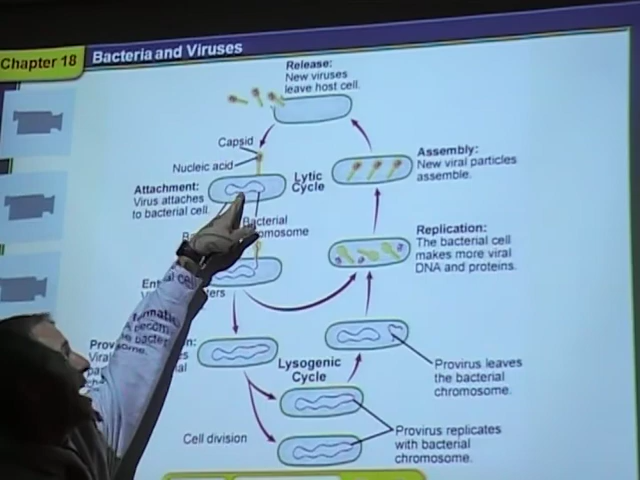 Chapter 18
Bacteria and Viruses
Release:
New viruses
leave host cell.
Capsid
Nucleic acid
Lytic
Cycle
Assembly:
New viral particles
assemble.
Attachment:
Virus attaches
to bacterial cell.
Bacterial
Replication:
The bacterial cell
makes more viral
DNA and proteins.
Lysogenic
Cycle
Provirus leaves
the bacterial
chromosome.
Cell division
Provirus replicates
with bacterial
chromosome.